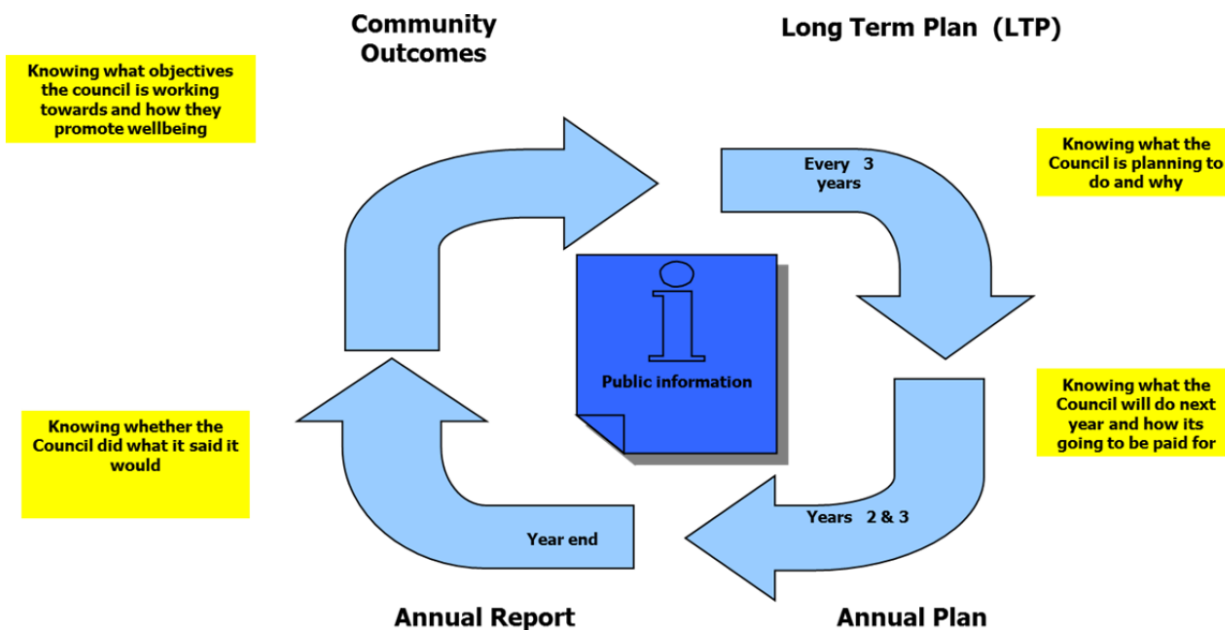 Community
Outcomes
Long Term Plan (LTP)
Knowing what objectives
the council is working
towards and how they
promote wellbeing
Every 3
years
Knowing what the
Council is planning to
do and why
i
Public information
Knowing whether the
Council did what it said it
would
Knowing what the
Council will do next
year and how its
going to be paid for
Years 2 & 3
Year end
Annual Report
Annual Plan